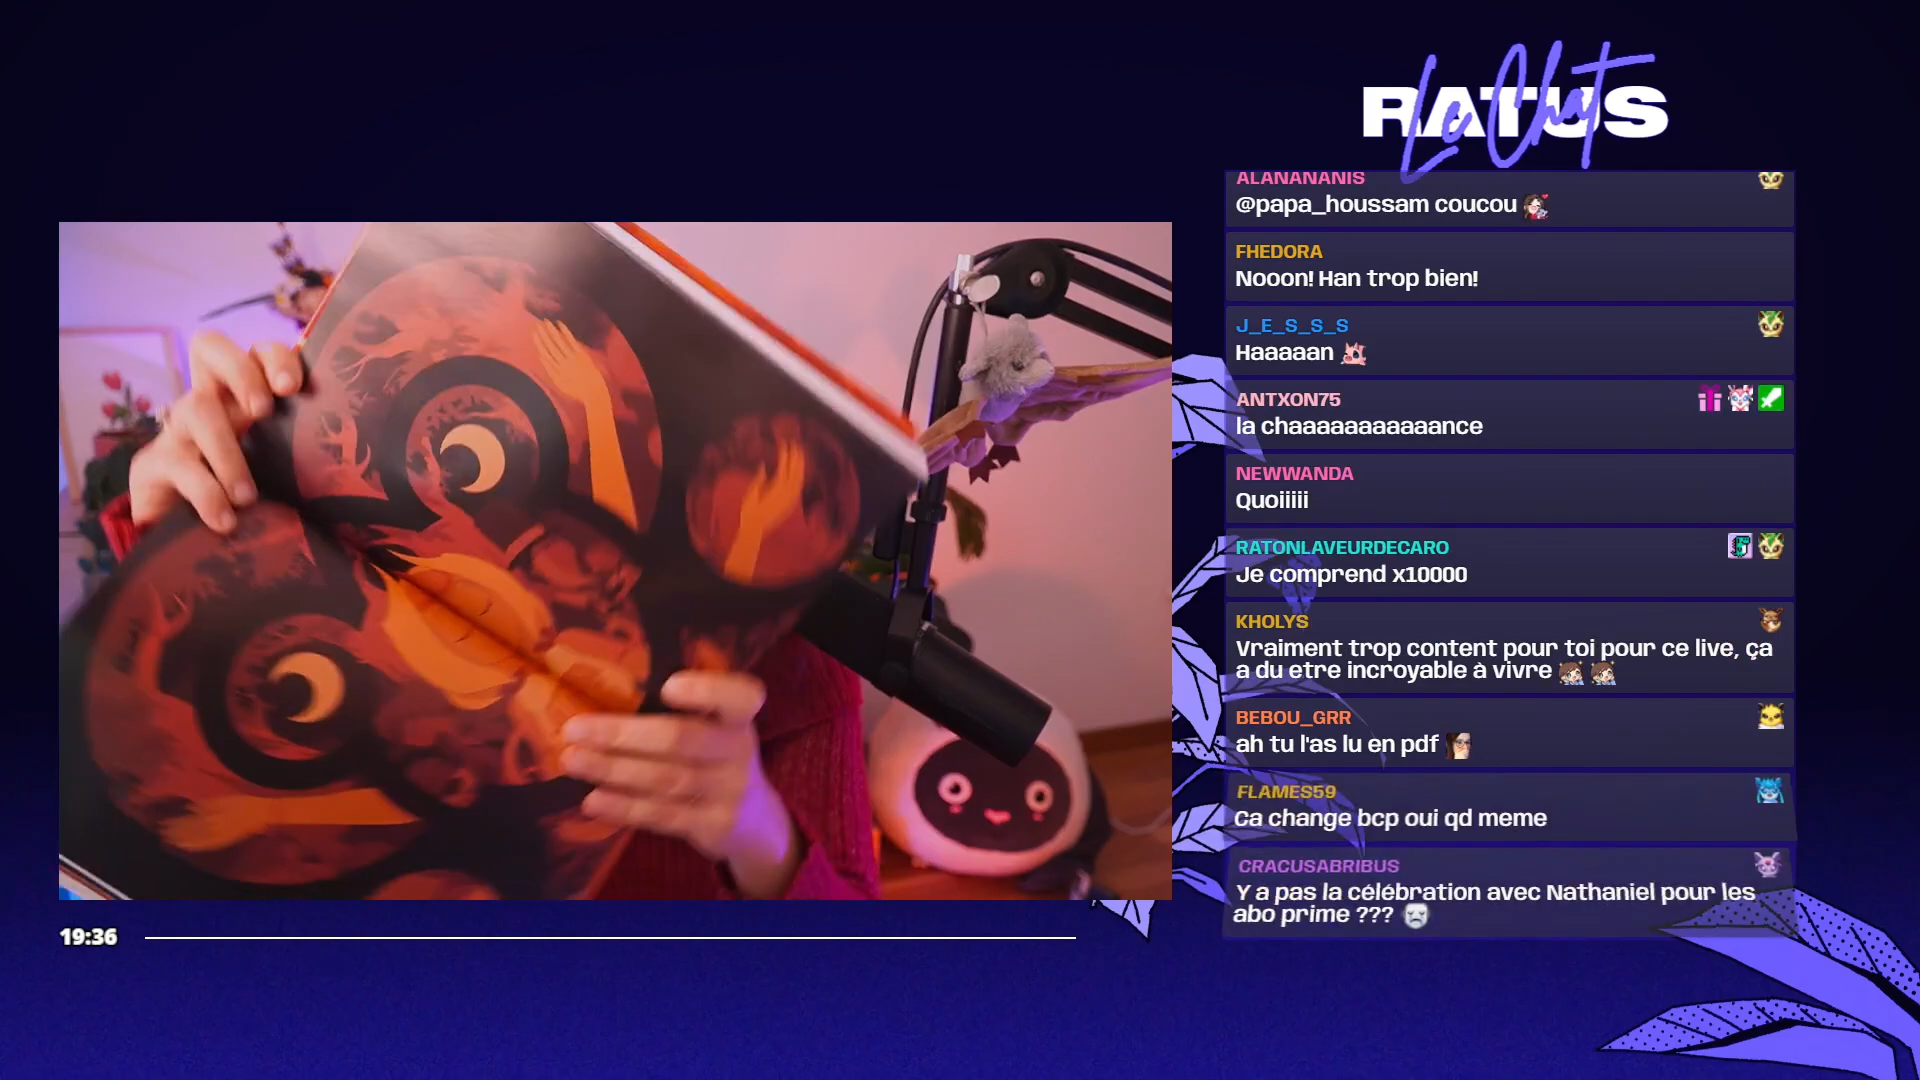 RATUS
Le Chat
ALANANANIS
@papa_houssam coucou
FHEDORA
Nooon! Han trop bien!
J_E_S_S_S
Haaaaan
ANTXON75
la chaaaaaaaaaaance
NEWWANDA
Quoiiiii
RATONLAVEURDECARO
Je comprend x10000
KHOLYS
Vraiment trop content pour toi pour ce live, ça
a du etre incroyable à vivre
BEBOU_GRR
ah tu l'as lu en pdf
FLAMES59
Ca change bcp oui qd meme
CRACUSABRIBUS
Y a pas la célébration avec Nathaniel pour les
abo prime ???
19:36